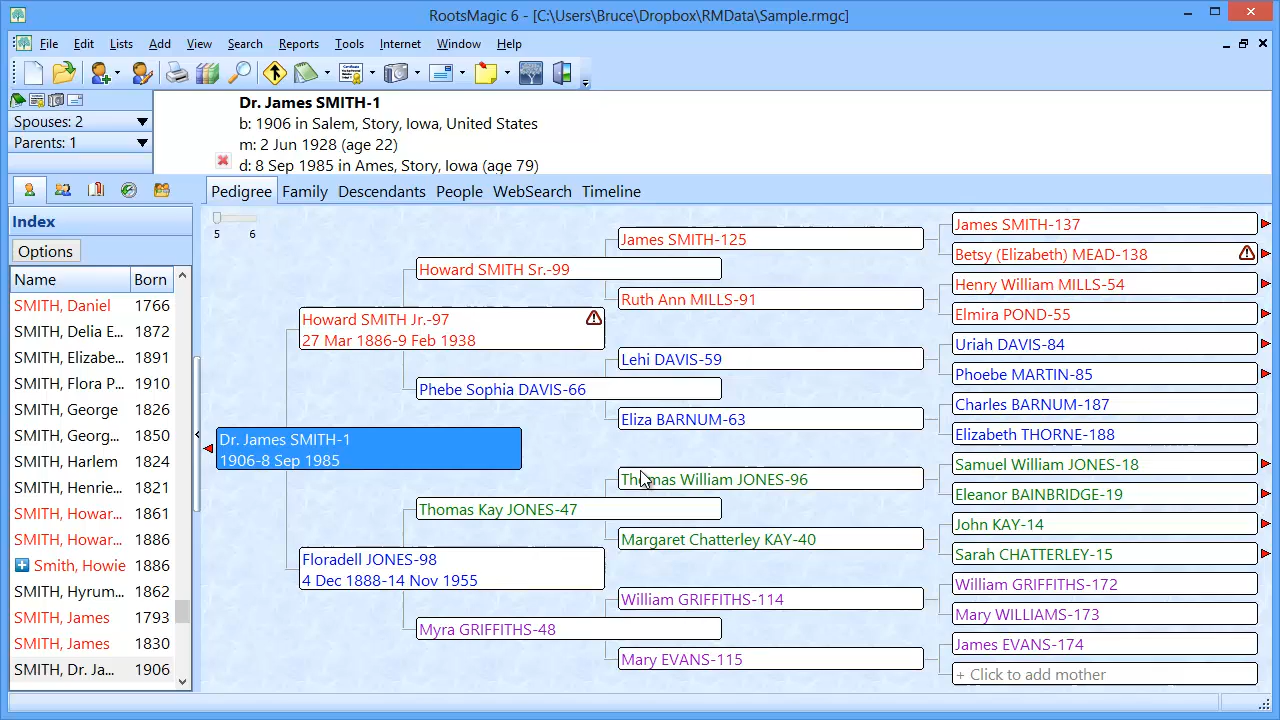 RootsMagic 6 - [C:\Users\Bruce\Dropbox\RMData\Sample.rmgc]
File Edit Lists Add View Search Reports Tools Internet Window Help
Dr. James SMITH-1
b: 1906 in Salem, Story, Iowa, United States
m: 2 Jun 1928 (age 22)
d: 8 Sep 1985 in Ames, Story, Iowa (age 79)
Spouses: 2
Parents: 1
Pedigree Family Descendants People WebSearch Timeline
Index
Options
Name Born
SMITH, Daniel 1766
SMITH, Delia E... 1872
SMITH, Elizabe... 1891
SMITH, Flora P... 1910
SMITH, George 1826
SMITH, Georg... 1850
SMITH, Harlem 1824
SMITH, Henrie... 1821
SMITH, Howar... 1861
SMITH, Howar... 1886
Smith, Howie 1886
SMITH, Hyrum... 1862
SMITH, James 1793
SMITH, James 1830
SMITH, Dr. Ja... 1906
5 6
Dr. James SMITH-1
1906-8 Sep 1985
Howard SMITH Jr.-97
27 Mar 1886-9 Feb 1938
Floradell JONES-98
4 Dec 1888-14 Nov 1955
Howard SMITH Sr.-99
Phebe Sophia DAVIS-66
Thomas Kay JONES-47
Myra GRIFFITHS-48
James SMITH-125
Ruth Ann MILLS-91
Lehi DAVIS-59
Eliza BARNUM-63
Thomas William JONES-96
Margaret Chatterley KAY-40
William GRIFFITHS-114
Mary EVANS-115
James SMITH-137
Betsy (Elizabeth) MEAD-138
Henry William MILLS-54
Elmira POND-55
Uriah DAVIS-84
Phoebe MARTIN-85
Charles BARNUM-187
Elizabeth THORNE-188
Samuel William JONES-18
Eleanor BAINBRIDGE-19
John KAY-14
Sarah CHATTERLEY-15
William GRIFFITHS-172
Mary WILLIAMS-173
James EVANS-174
+ Click to add mother